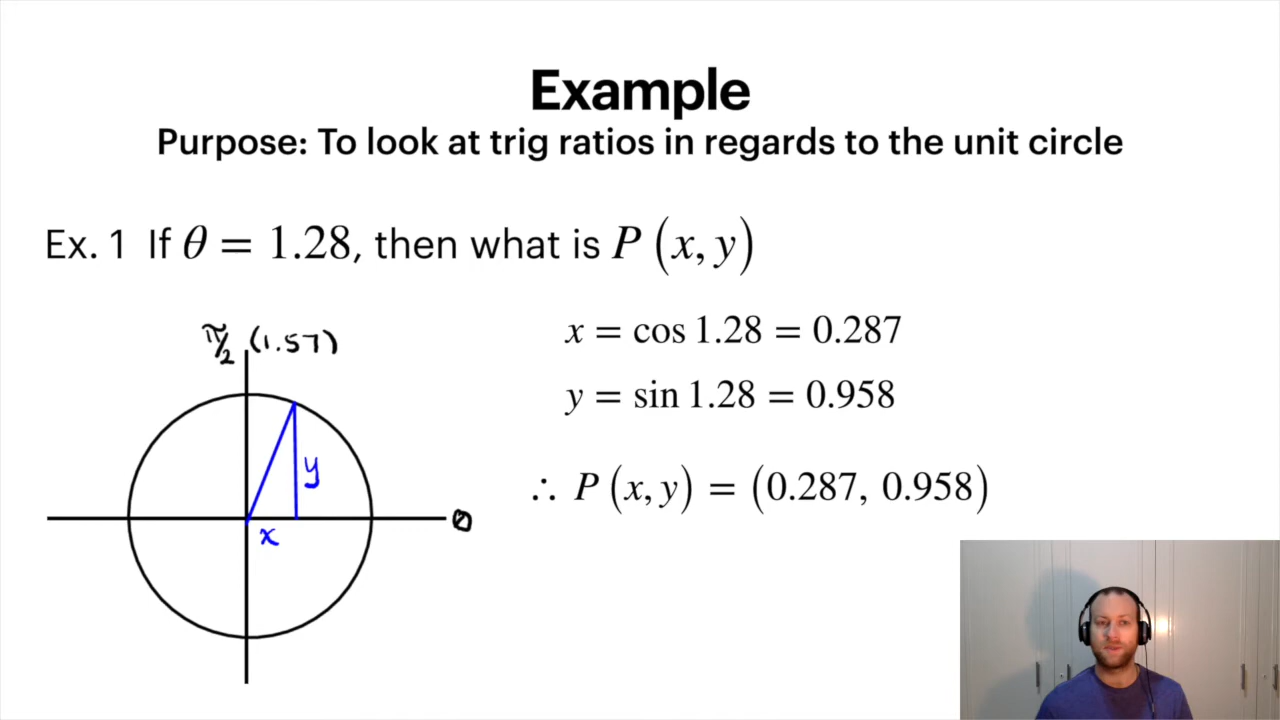 Example
Purpose: To look at trig ratios in regards to the unit circle
Ex. 1 If θ = 1.28, then what is P (x, y)
π/2 (1.57)
x = cos 1.28 = 0.287
y = sin 1.28 = 0.958
y
∴ P (x, y) = (0.287, 0.958)
x
0